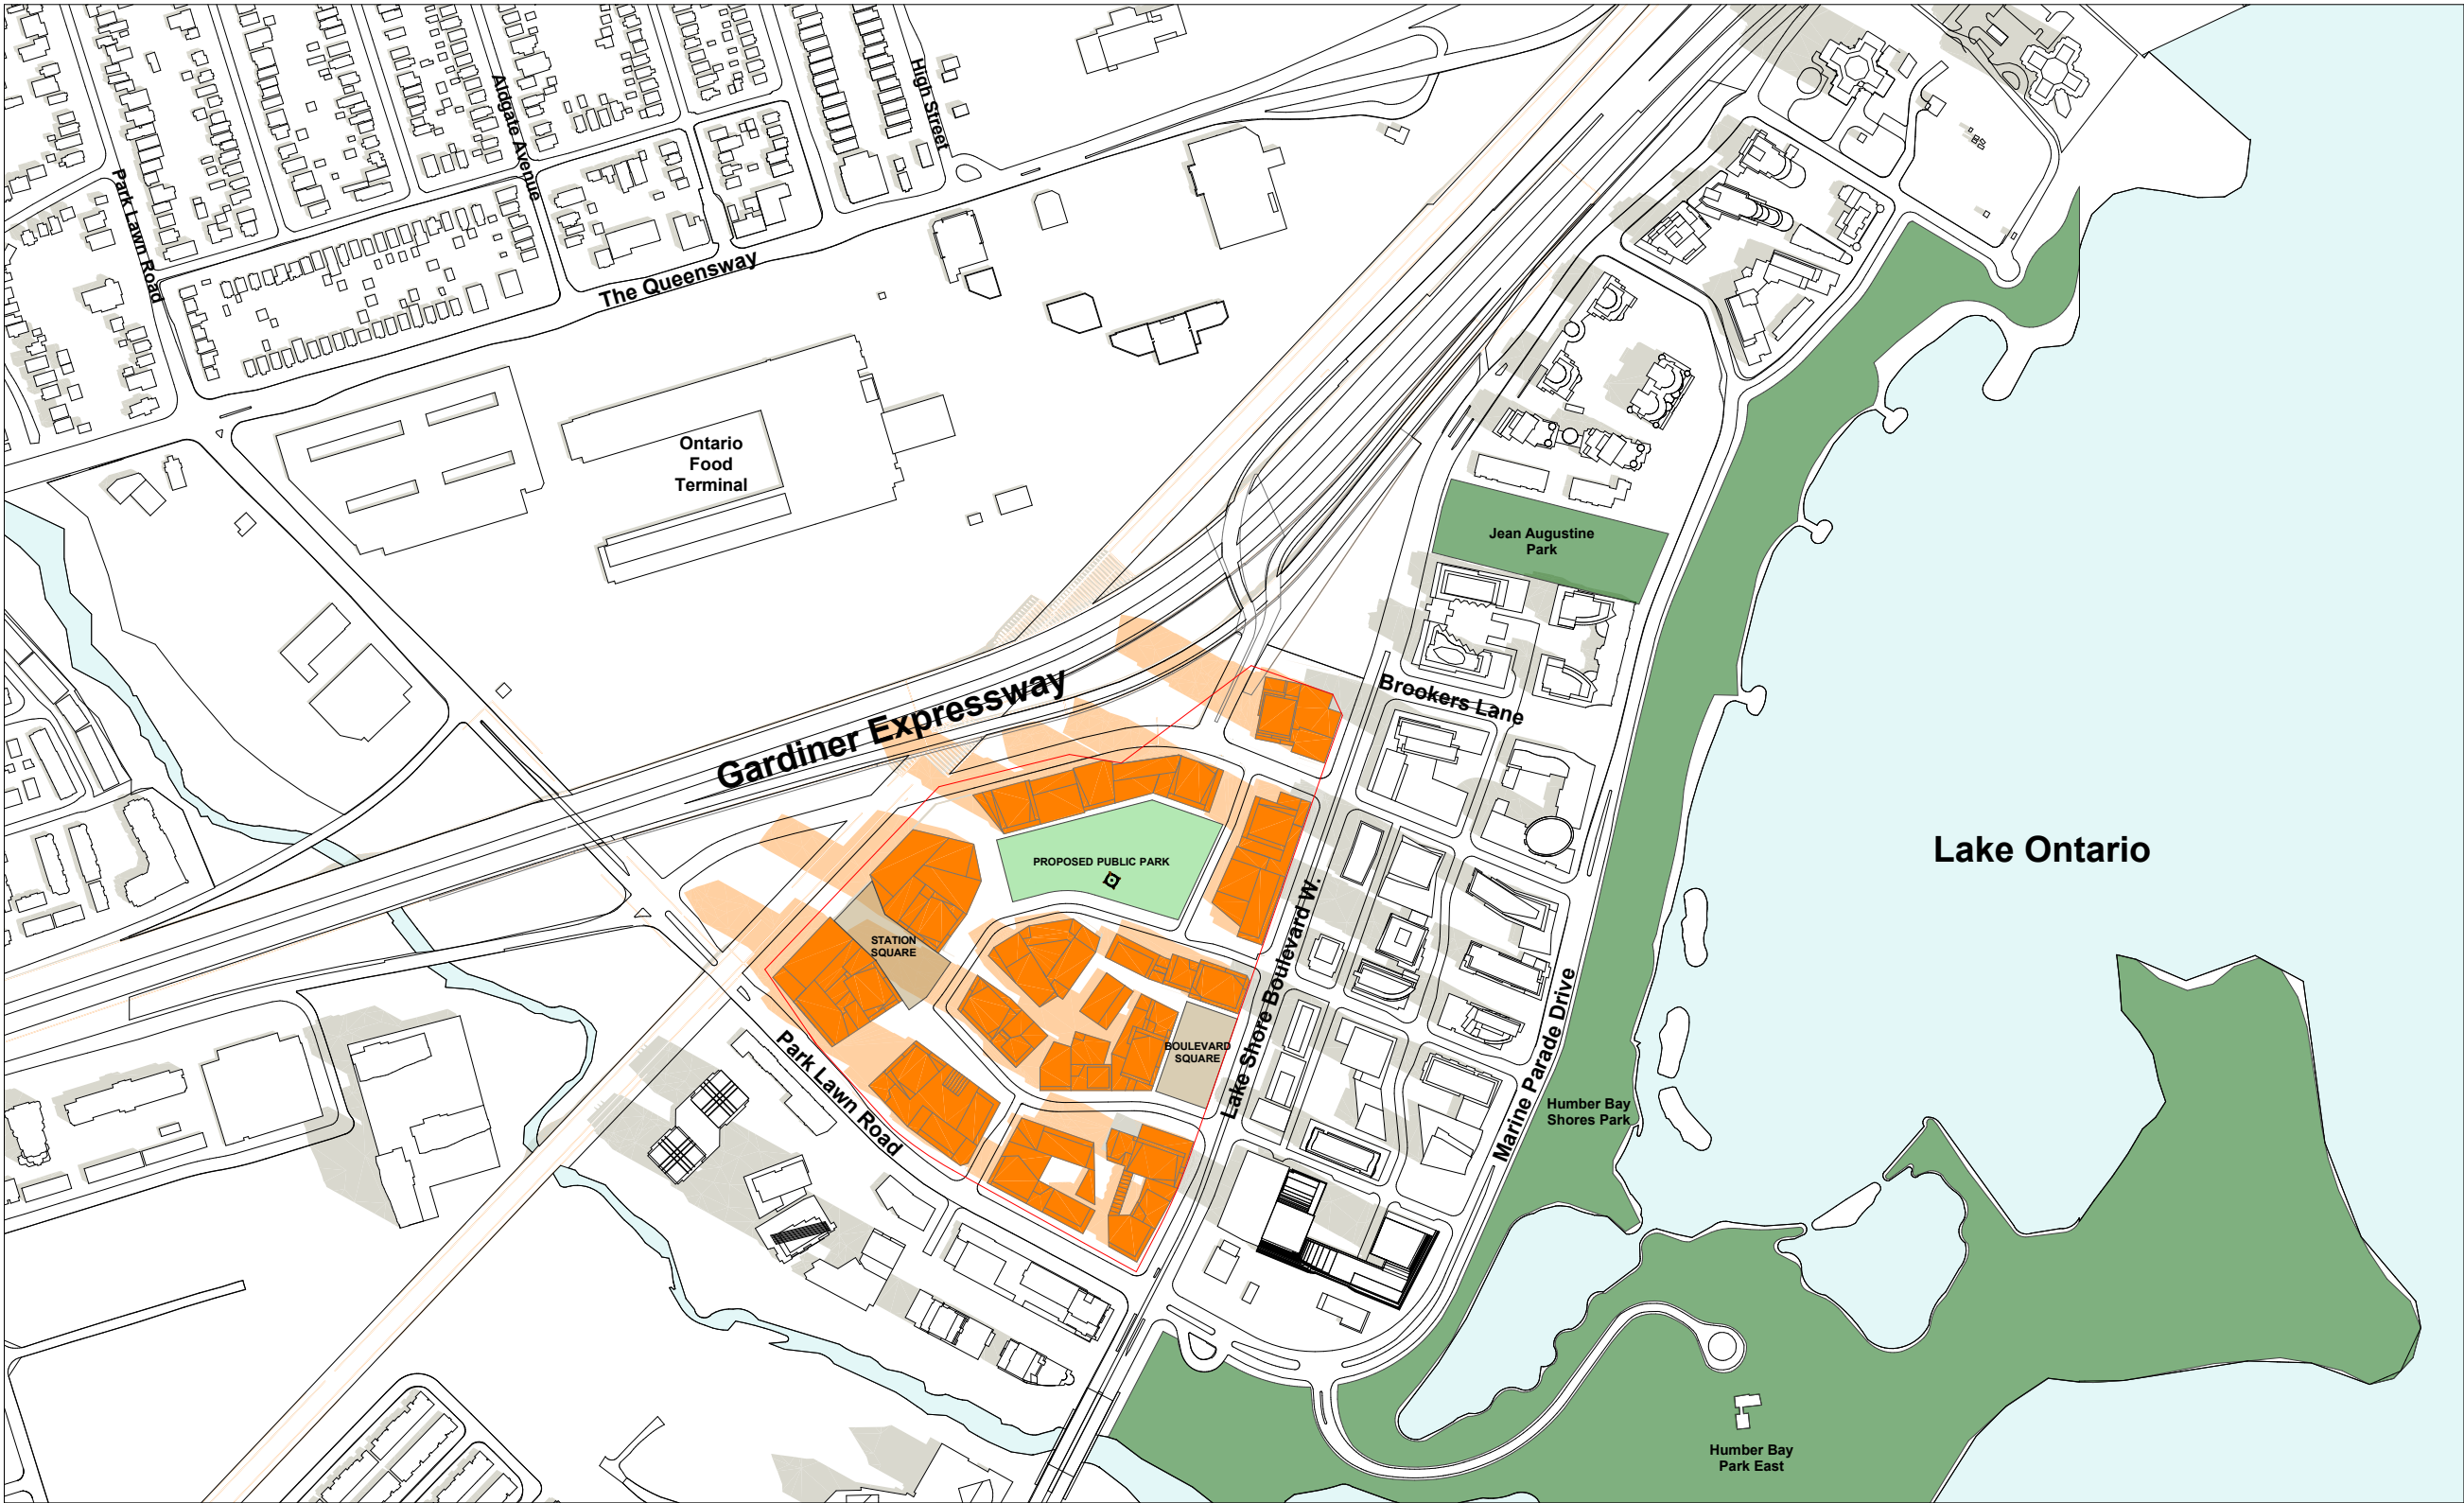 High Street
Aldgate Avenue
Park Lawn Road
The Queensway
Ontario
Food
Terminal
Jean Augustine
Park
Gardiner Expressway
Brookers Lane
PROPOSED PUBLIC PARK
Lake Ontario
STATION
SQUARE
Lake Shore Boulevard W.
BOULEVARD
SQUARE
Park Lawn Road
Marine Parade Drive
Humber Bay
Shores Park
Humber Bay
Park East